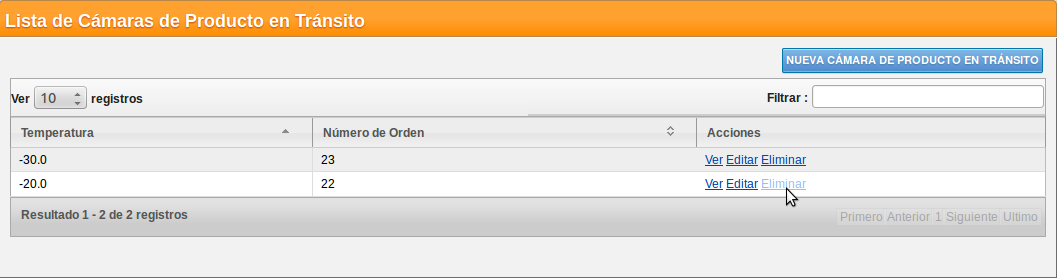 Lista de Cámaras de Producto en Tránsito
NUEVA CÁMARA DE PRODUCTO EN TRÁNSITO
Ver 10 registros Filtrar :
Temperatura Número de Orden Acciones
-30.0 23 Ver Editar Eliminar
-20.0 22 Ver Editar Eliminar
Resultado 1 - 2 de 2 registros Primero Anterior 1 Siguiente Ultimo